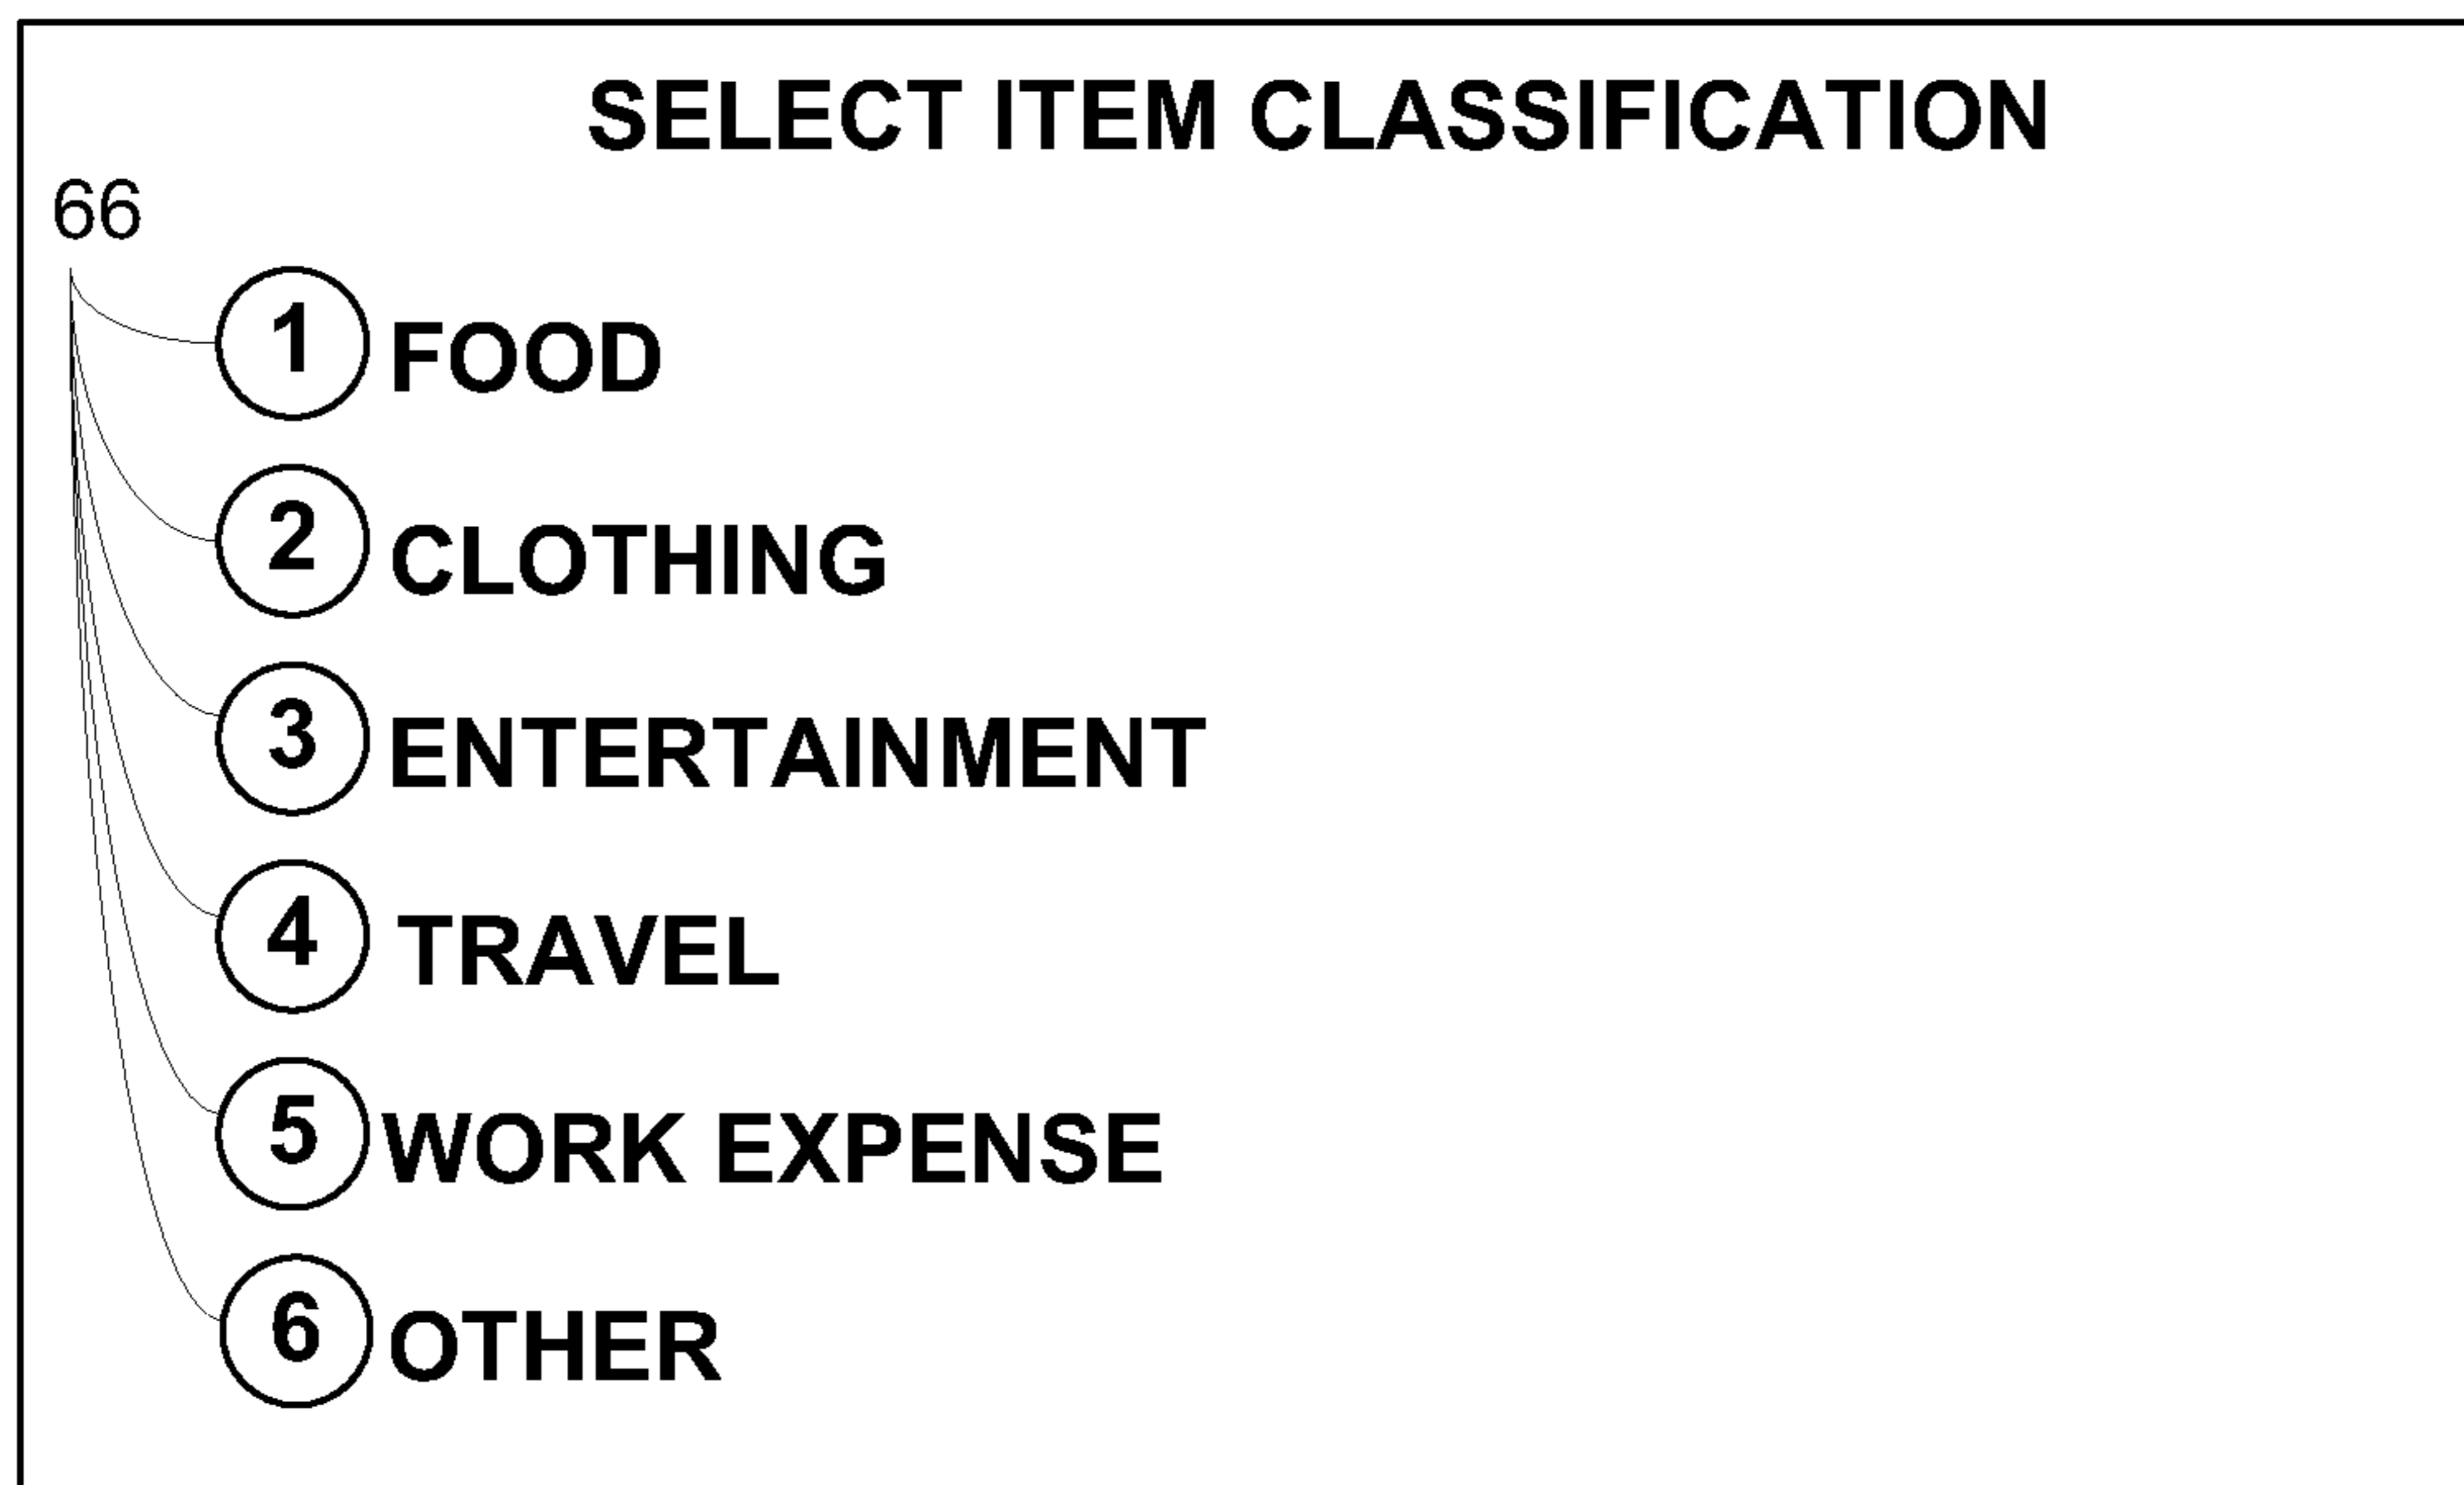 SELECT ITEM CLASSIFICATION
66
1 FOOD
2 CLOTHING
3 ENTERTAINMENT
4 TRAVEL
5 WORK EXPENSE
6 OTHER